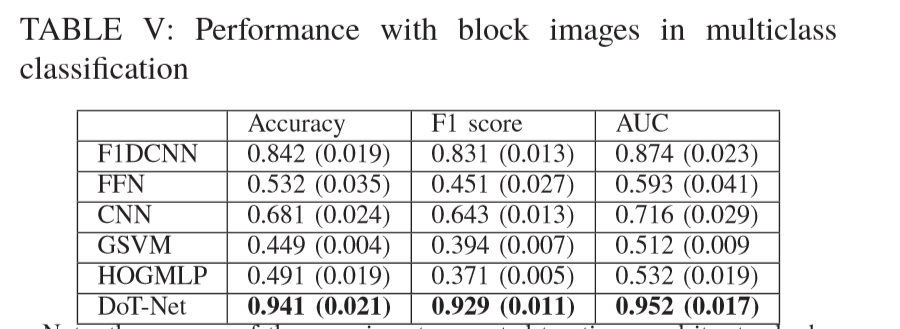 TABLE V: Performance with block images in multiclass
classification
Accuracy F1 score AUC
F1DCNN 0.842 (0.019) 0.831 (0.013) 0.874 (0.023)
FFN 0.532 (0.035) 0.451 (0.027) 0.593 (0.041)
CNN 0.681 (0.024) 0.643 (0.013) 0.716 (0.029)
GSVM 0.449 (0.004) 0.394 (0.007) 0.512 (0.009
HOGMLP 0.491 (0.019) 0.371 (0.005) 0.532 (0.019)
DoT-Net 0.941 (0.021) 0.929 (0.011) 0.952 (0.017)